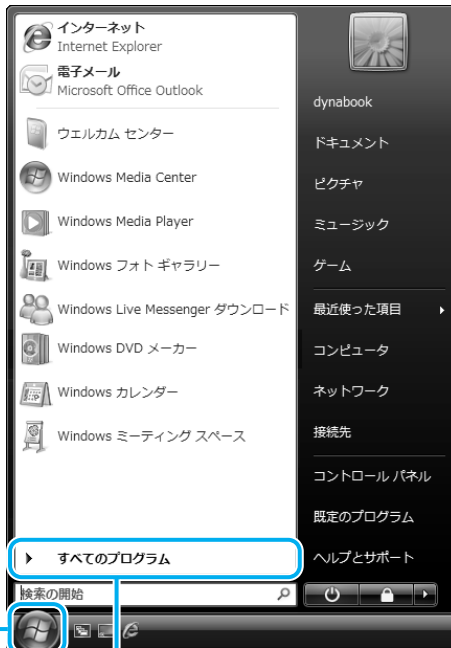 インターネット
Internet Explorer
電子メール
Microsoft Office Outlook
ウェルカム センター
Windows Media Center
Windows Media Player
Windows フォト ギャラリー
Windows Live Messenger ダウンロード
Windows DVD メーカー
Windows カレンダー
Windows ミーティング スペース
すべてのプログラム
検索の開始
dynabook
ドキュメント
ピクチャ
ミュージック
ゲーム
最近使った項目
コンピュータ
ネットワーク
接続先
コントロール パネル
既定のプログラム
ヘルプとサポート